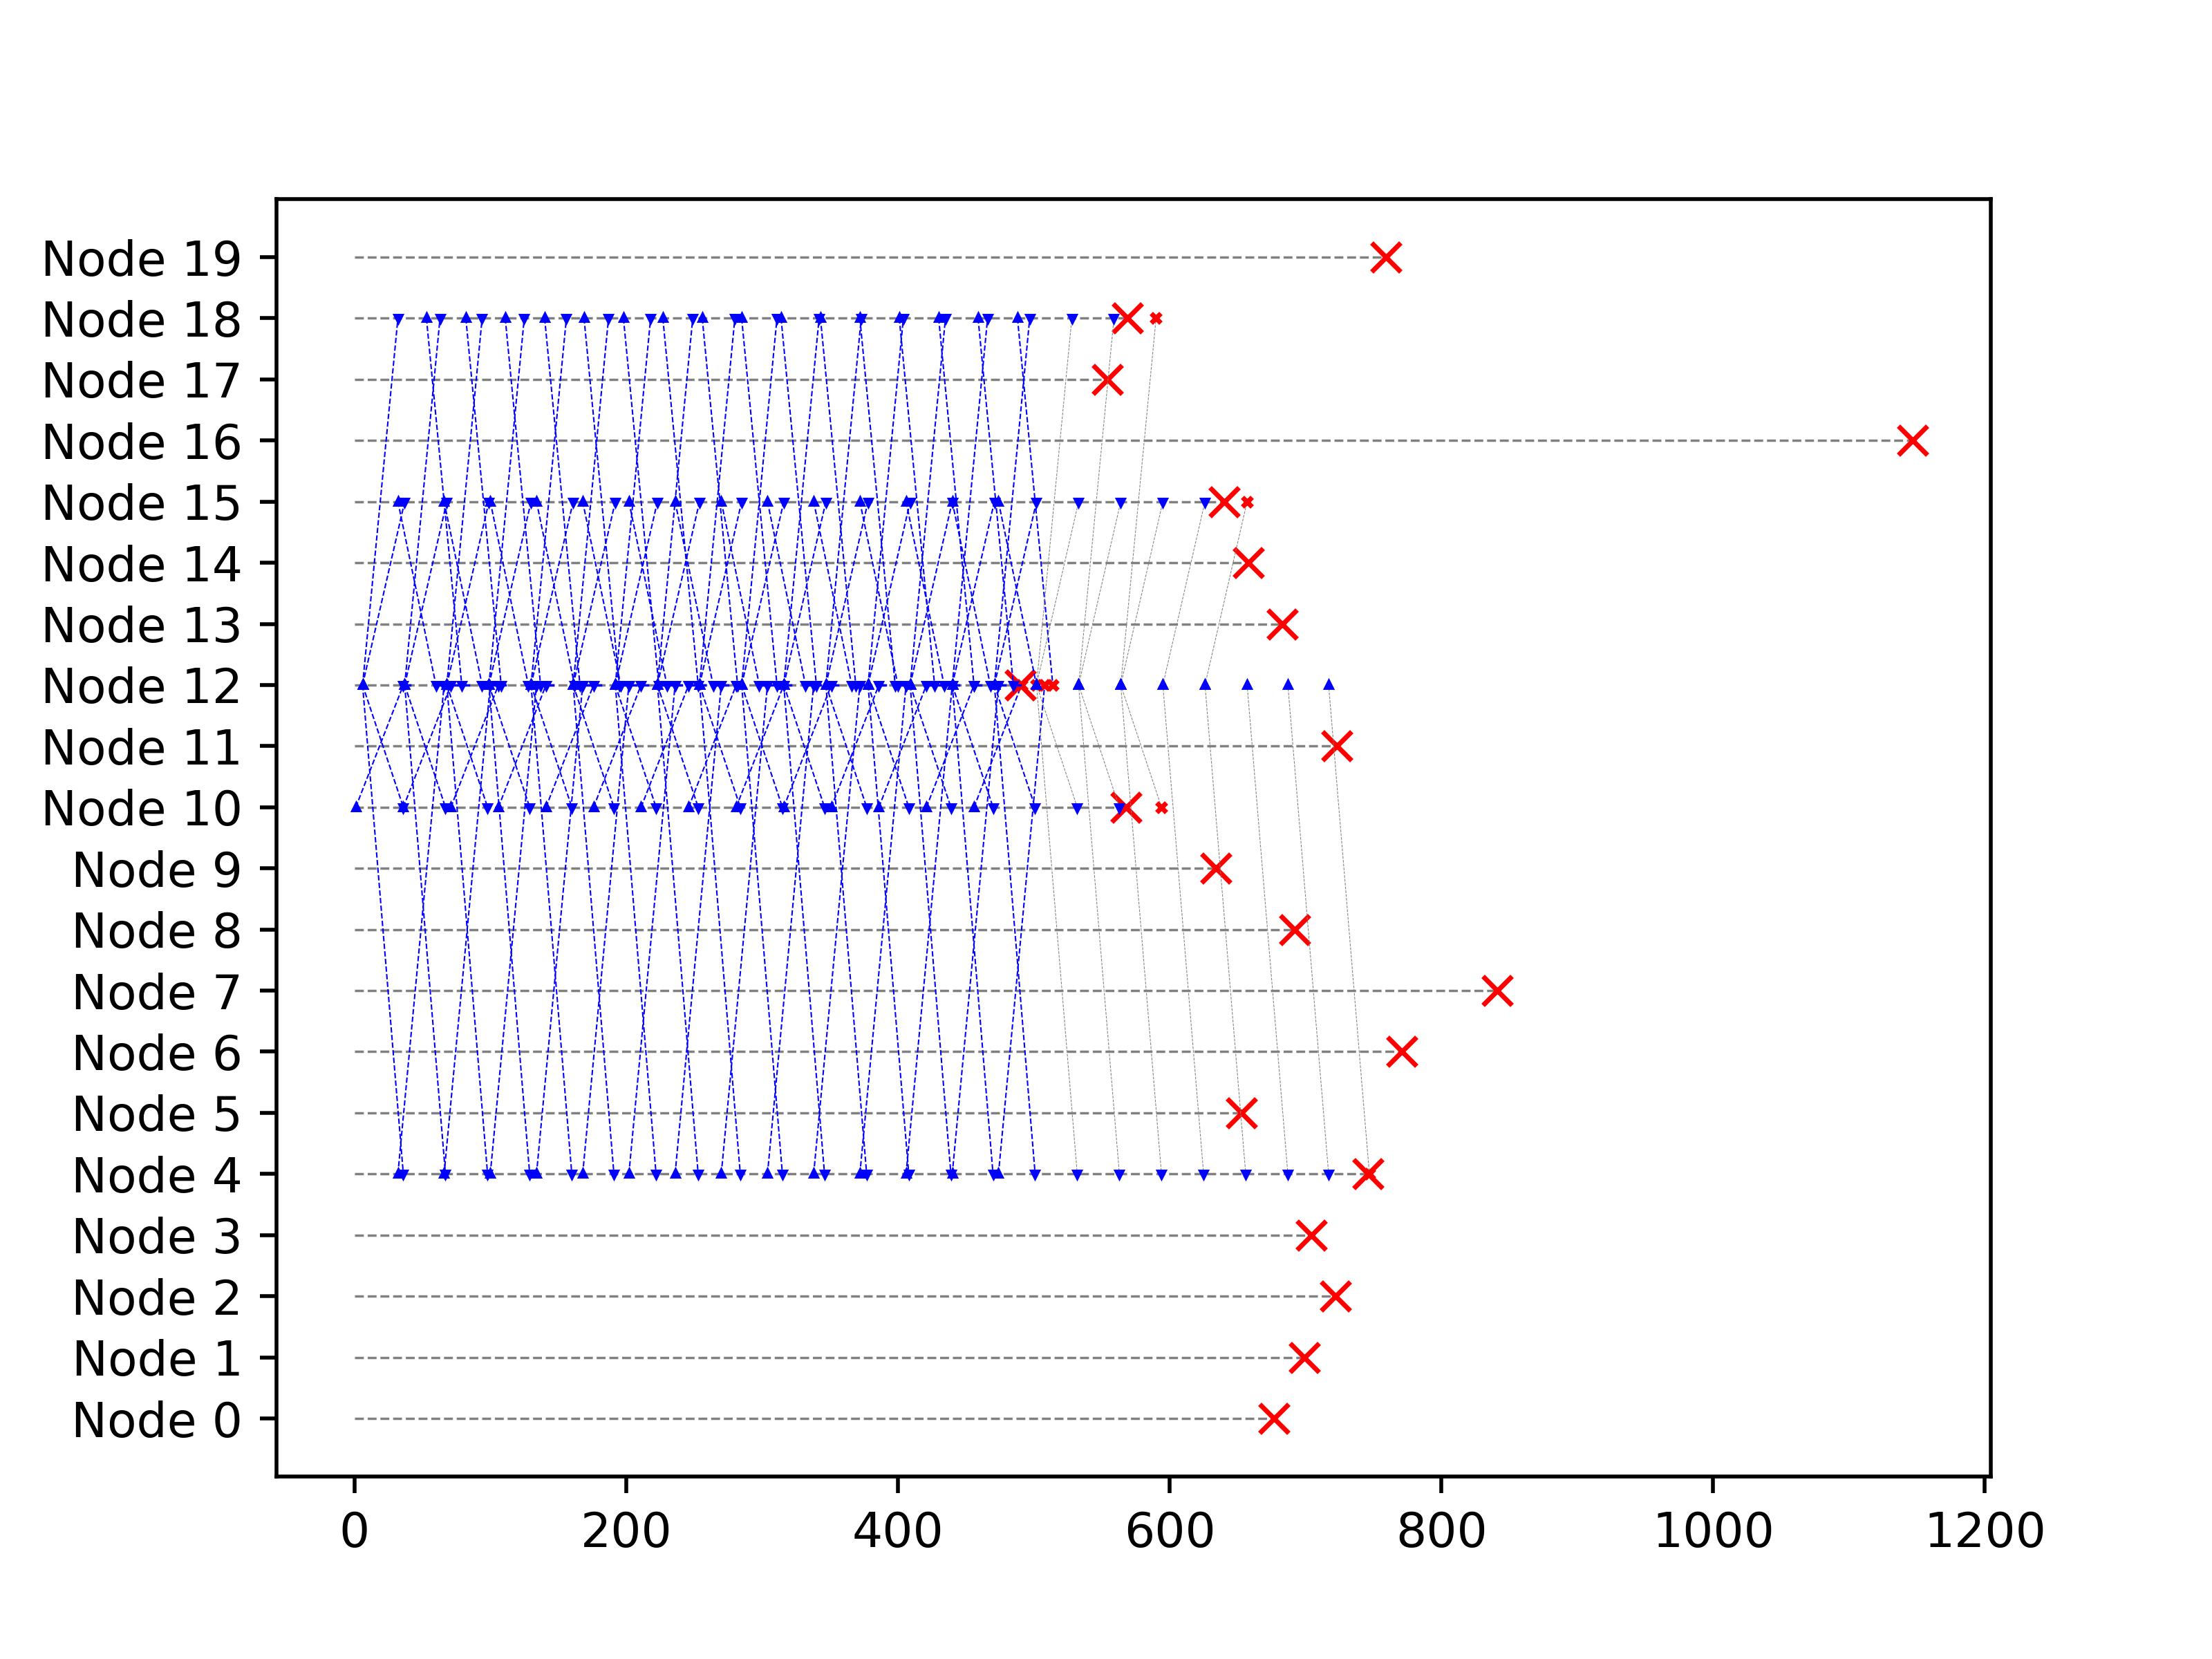 Node 19
Node 18
Node 17
Node 16
Node 15
Node 14
Node 13
Node 12
Node 11
Node 10
Node 9
Node 8
Node 7
Node 6
Node 5
Node 4
Node 3
Node 2
Node 1
Node 0
0 200 400 600 800 1000 1200